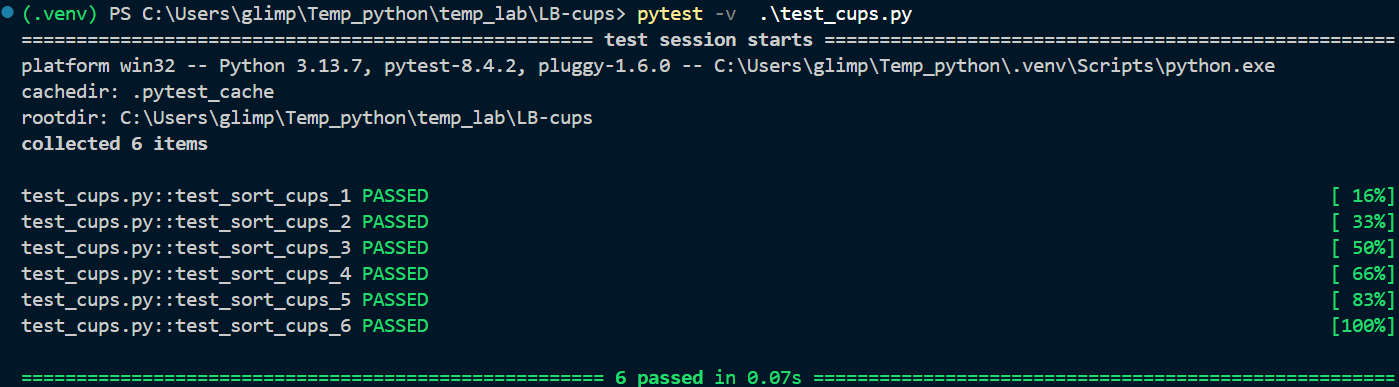 (.venv) PS C:\Users\glimp\Temp_python\temp_lab\LB-cups> pytest -v  .\test_cups.py
===================================================== test session starts =====================================================
platform win32 -- Python 3.13.7, pytest-8.4.2, pluggy-1.6.0 -- C:\Users\glimp\Temp_python\.venv\Scripts\python.exe
cachedir: .pytest_cache
rootdir: C:\Users\glimp\Temp_python\temp_lab\LB-cups
collected 6 items
test_cups.py::test_sort_cups_1 PASSED [ 16%]
test_cups.py::test_sort_cups_2 PASSED [ 33%]
test_cups.py::test_sort_cups_3 PASSED [ 50%]
test_cups.py::test_sort_cups_4 PASSED [ 66%]
test_cups.py::test_sort_cups_5 PASSED [ 83%]
test_cups.py::test_sort_cups_6 PASSED [100%]
====================================================== 6 passed in 0.07s ======================================================